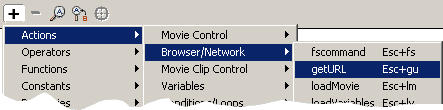 Actions
Operators
Functions
Constants
Movie Control
Browser/Network
Movie Clip Control
Variables
Conditions/Loops
fscommand Esc+fs
getURL Esc+gu
loadMovie Esc+lm
loadVariables Esc+lv